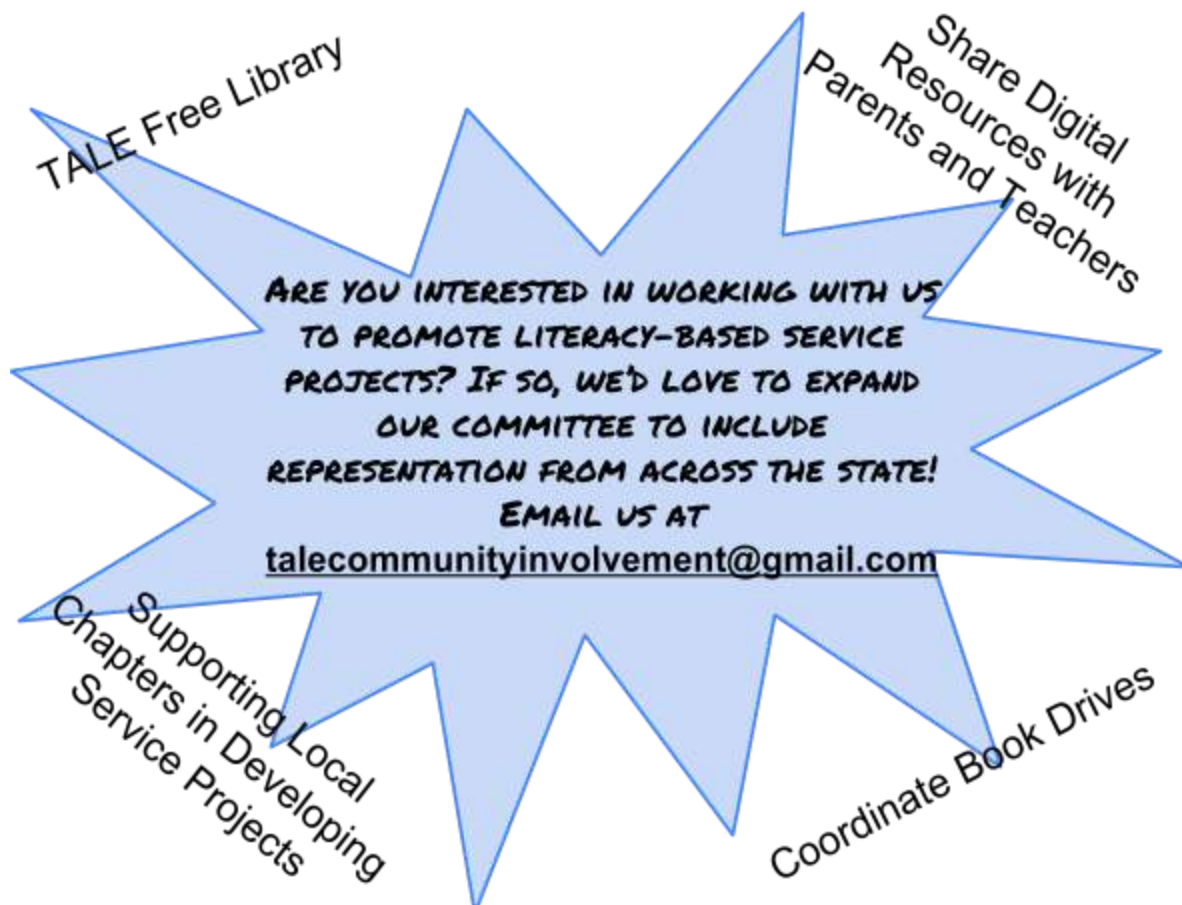 TALE Free Library
Share Digital
Resources with
Parents and Teachers
ARE YOU INTERESTED IN WORKING WITH US
TO PROMOTE LITERACY-BASED SERVICE
PROJECTS? IF SO, WE'D LOVE TO EXPAND
OUR COMMITTEE TO INCLUDE
REPRESENTATION FROM ACROSS THE STATE!
EMAIL US AT
talecommunityinvolvement@gmail.com
Supporting Local
Chapters in Developing
Service Projects
Coordinate Book Drives